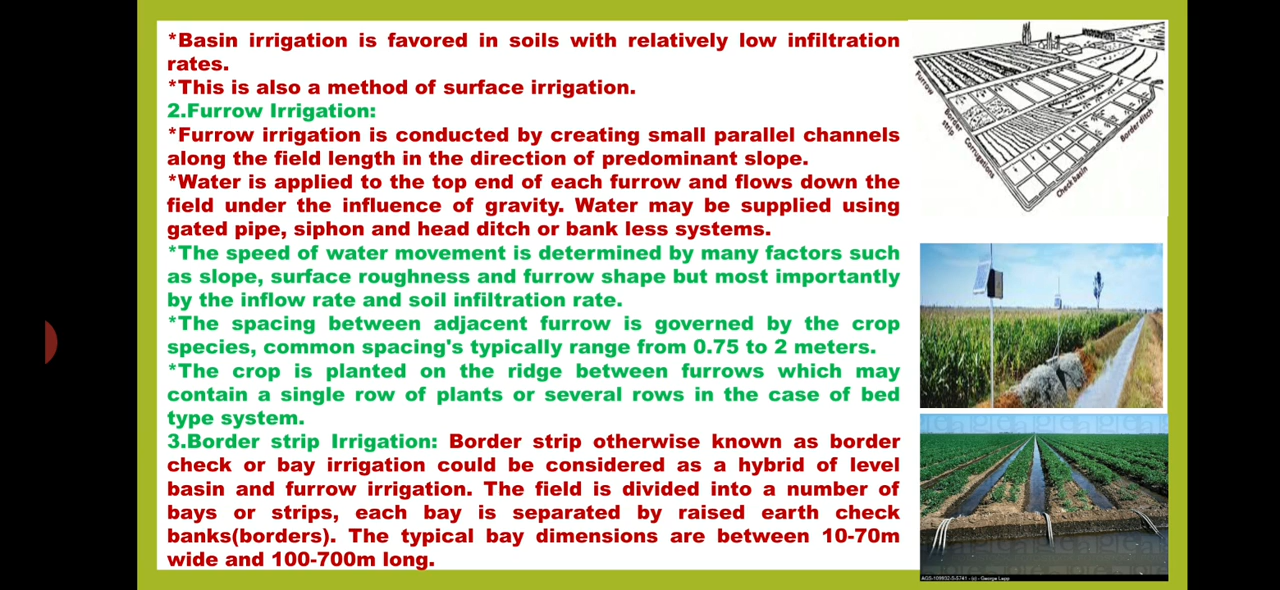 *Basin irrigation is favored in soils with relatively low infiltration
rates.
*This is also a method of surface irrigation.
2.Furrow Irrigation:
*Furrow irrigation is conducted by creating small parallel channels
along the field length in the direction of predominant slope.
*Water is applied to the top end of each furrow and flows down the
field under the influence of gravity. Water may be supplied using
gated pipe, siphon and head ditch or bank less systems.
*The speed of water movement is determined by many factors such
as slope, surface roughness and furrow shape but most importantly
by the inflow rate and soil infiltration rate.
*The spacing between adjacent furrow is governed by the crop
species, common spacing's typically range from 0.75 to 2 meters.
*The crop is planted on the ridge between furrows which may
contain a single row of plants or several rows in the case of bed
type system.
3.Border strip Irrigation: Border strip otherwise known as border
check or bay irrigation could be considered as a hybrid of level
basin and furrow irrigation. The field is divided into a number of
bays or strips, each bay is separated by raised earth check
banks(borders). The typical bay dimensions are between 10-70m
wide and 100-700m long.
Furrow
Border
strip
Corrugations
Check basin
Border ditch
AGS-109932-S-5741 - (c) - George Lepp